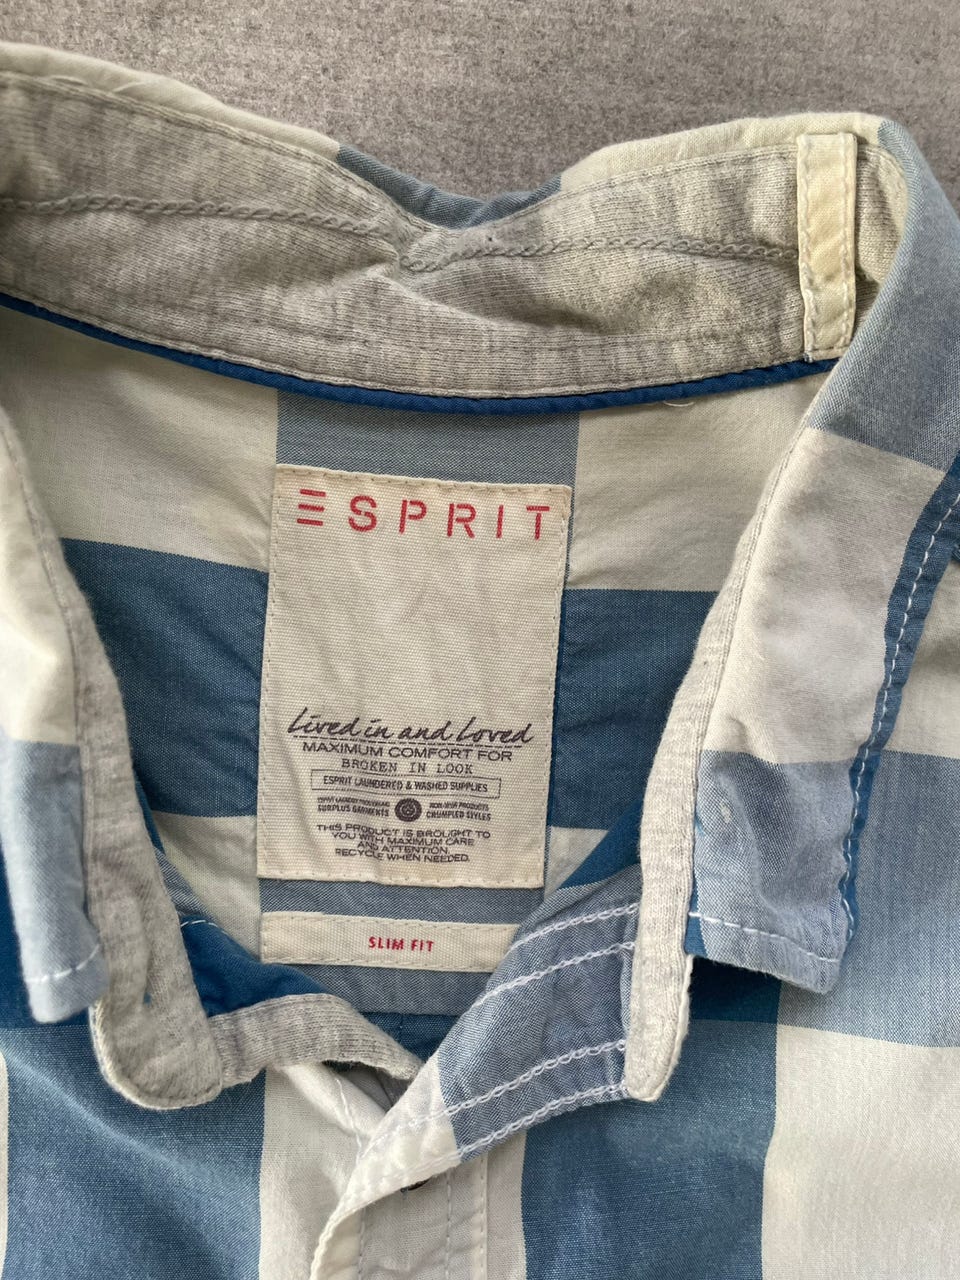 ESPRIT
Lived in and Loved
MAXIMUM COMFORT FOR
BROKEN IN LOOK
ESPRIT LAUNDERED & WASHED SUPPLIES
SURPLUS GARMENTS
CRUMPLED STYLES
THIS PRODUCT IS BROUGHT TO
YOU WITH MAXIMUM CARE
AND ATTENTION.
RECYCLE WHEN NEEDED.
SLIM FIT